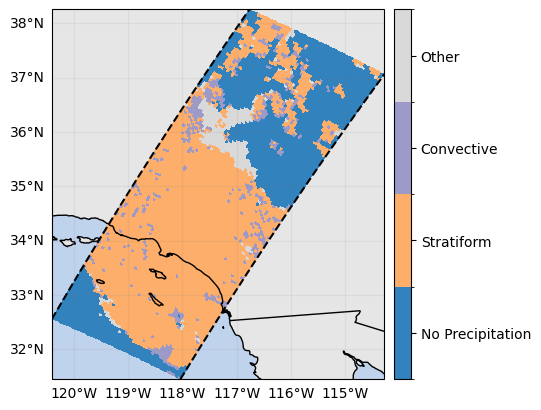 38°N
37°N
36°N
35°N
34°N
33°N
32°N
120°W 119°W 118°W 117°W 116°W 115°W
Other
Convective
Stratiform
No Precipitation